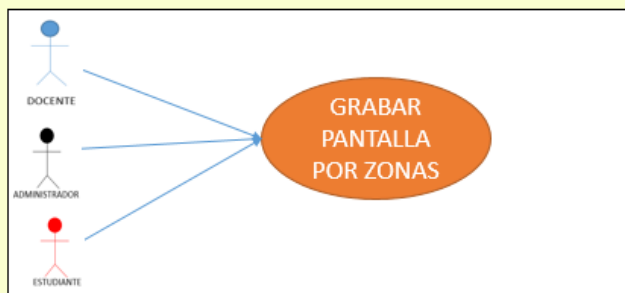 DOCENTE
ADMINISTRADOR
ESTUDIANTE
GRABAR
PANTALLA
POR ZONAS